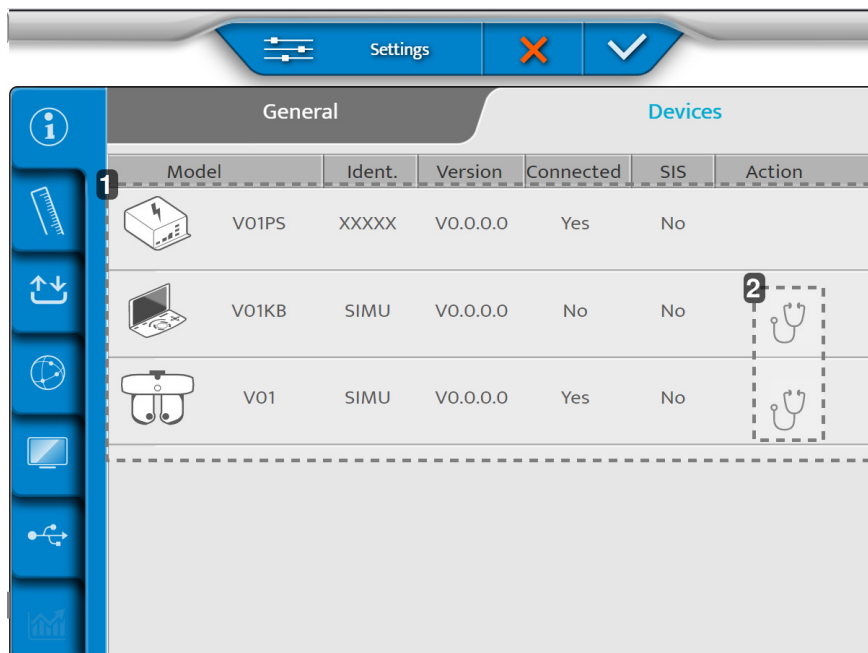 Settings
General Devices
Model Ident. Version Connected SIS Action
1
V01PS XXXXX V0.0.0.0 Yes No
2
V01KB SIMU V0.0.0.0 No No
V01 SIMU V0.0.0.0 Yes No